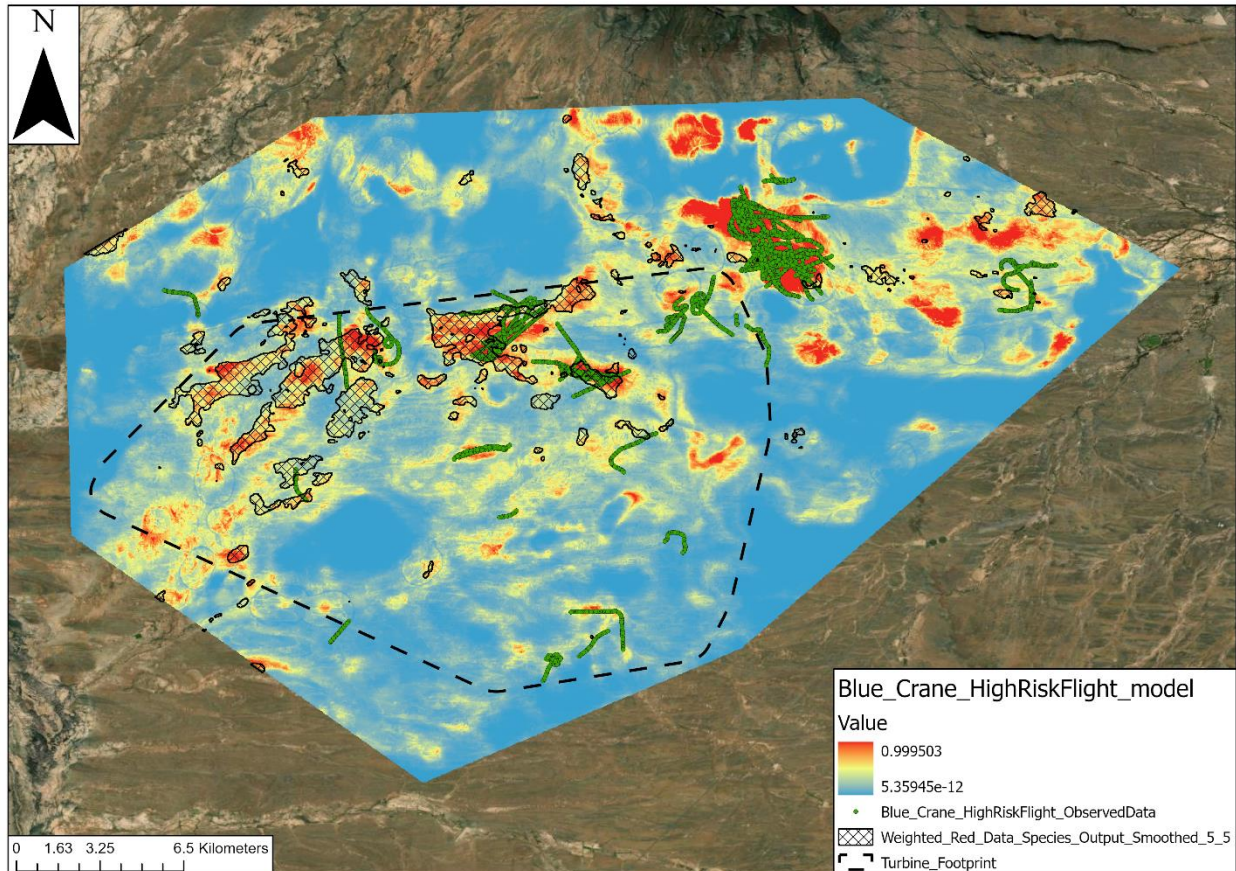 N
Blue_Crane_HighRiskFlight_model
Value
0.999503
5.35945e-12
Blue_Crane_HighRiskFlight_ObservedData
Weighted_Red_Data_Species_Output_Smoothed_5_5
Turbine_Footprint
0 1.63 3.25 6.5 Kilometers